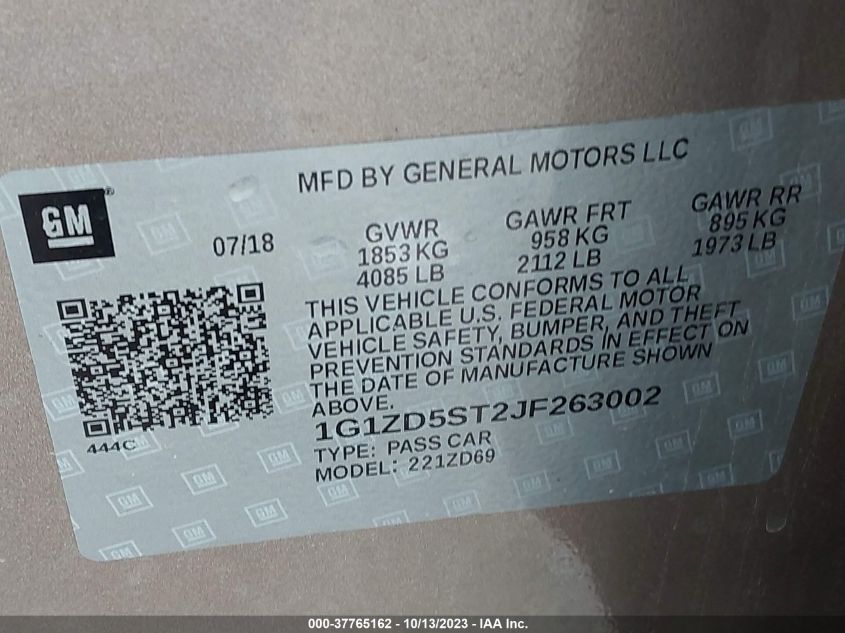 MFD BY GENERAL MOTORS LLC
GM®
07/18
GVWR
1853 KG
4085 LB
GAWR FRT
958 KG
2112 LB
GAWR RR
895 KG
1973 LB
THIS VEHICLE CONFORMS TO ALL
APPLICABLE U.S. FEDERAL MOTOR
VEHICLE SAFETY, BUMPER, AND THEFT
PREVENTION STANDARDS IN EFFECT ON
THE DATE OF MANUFACTURE SHOWN
ABOVE.
1G1ZD5ST2JF263002
TYPE: PASS CAR
MODEL: 221ZD69
444C
000-37765162 - 10/13/2023 - IAA Inc.